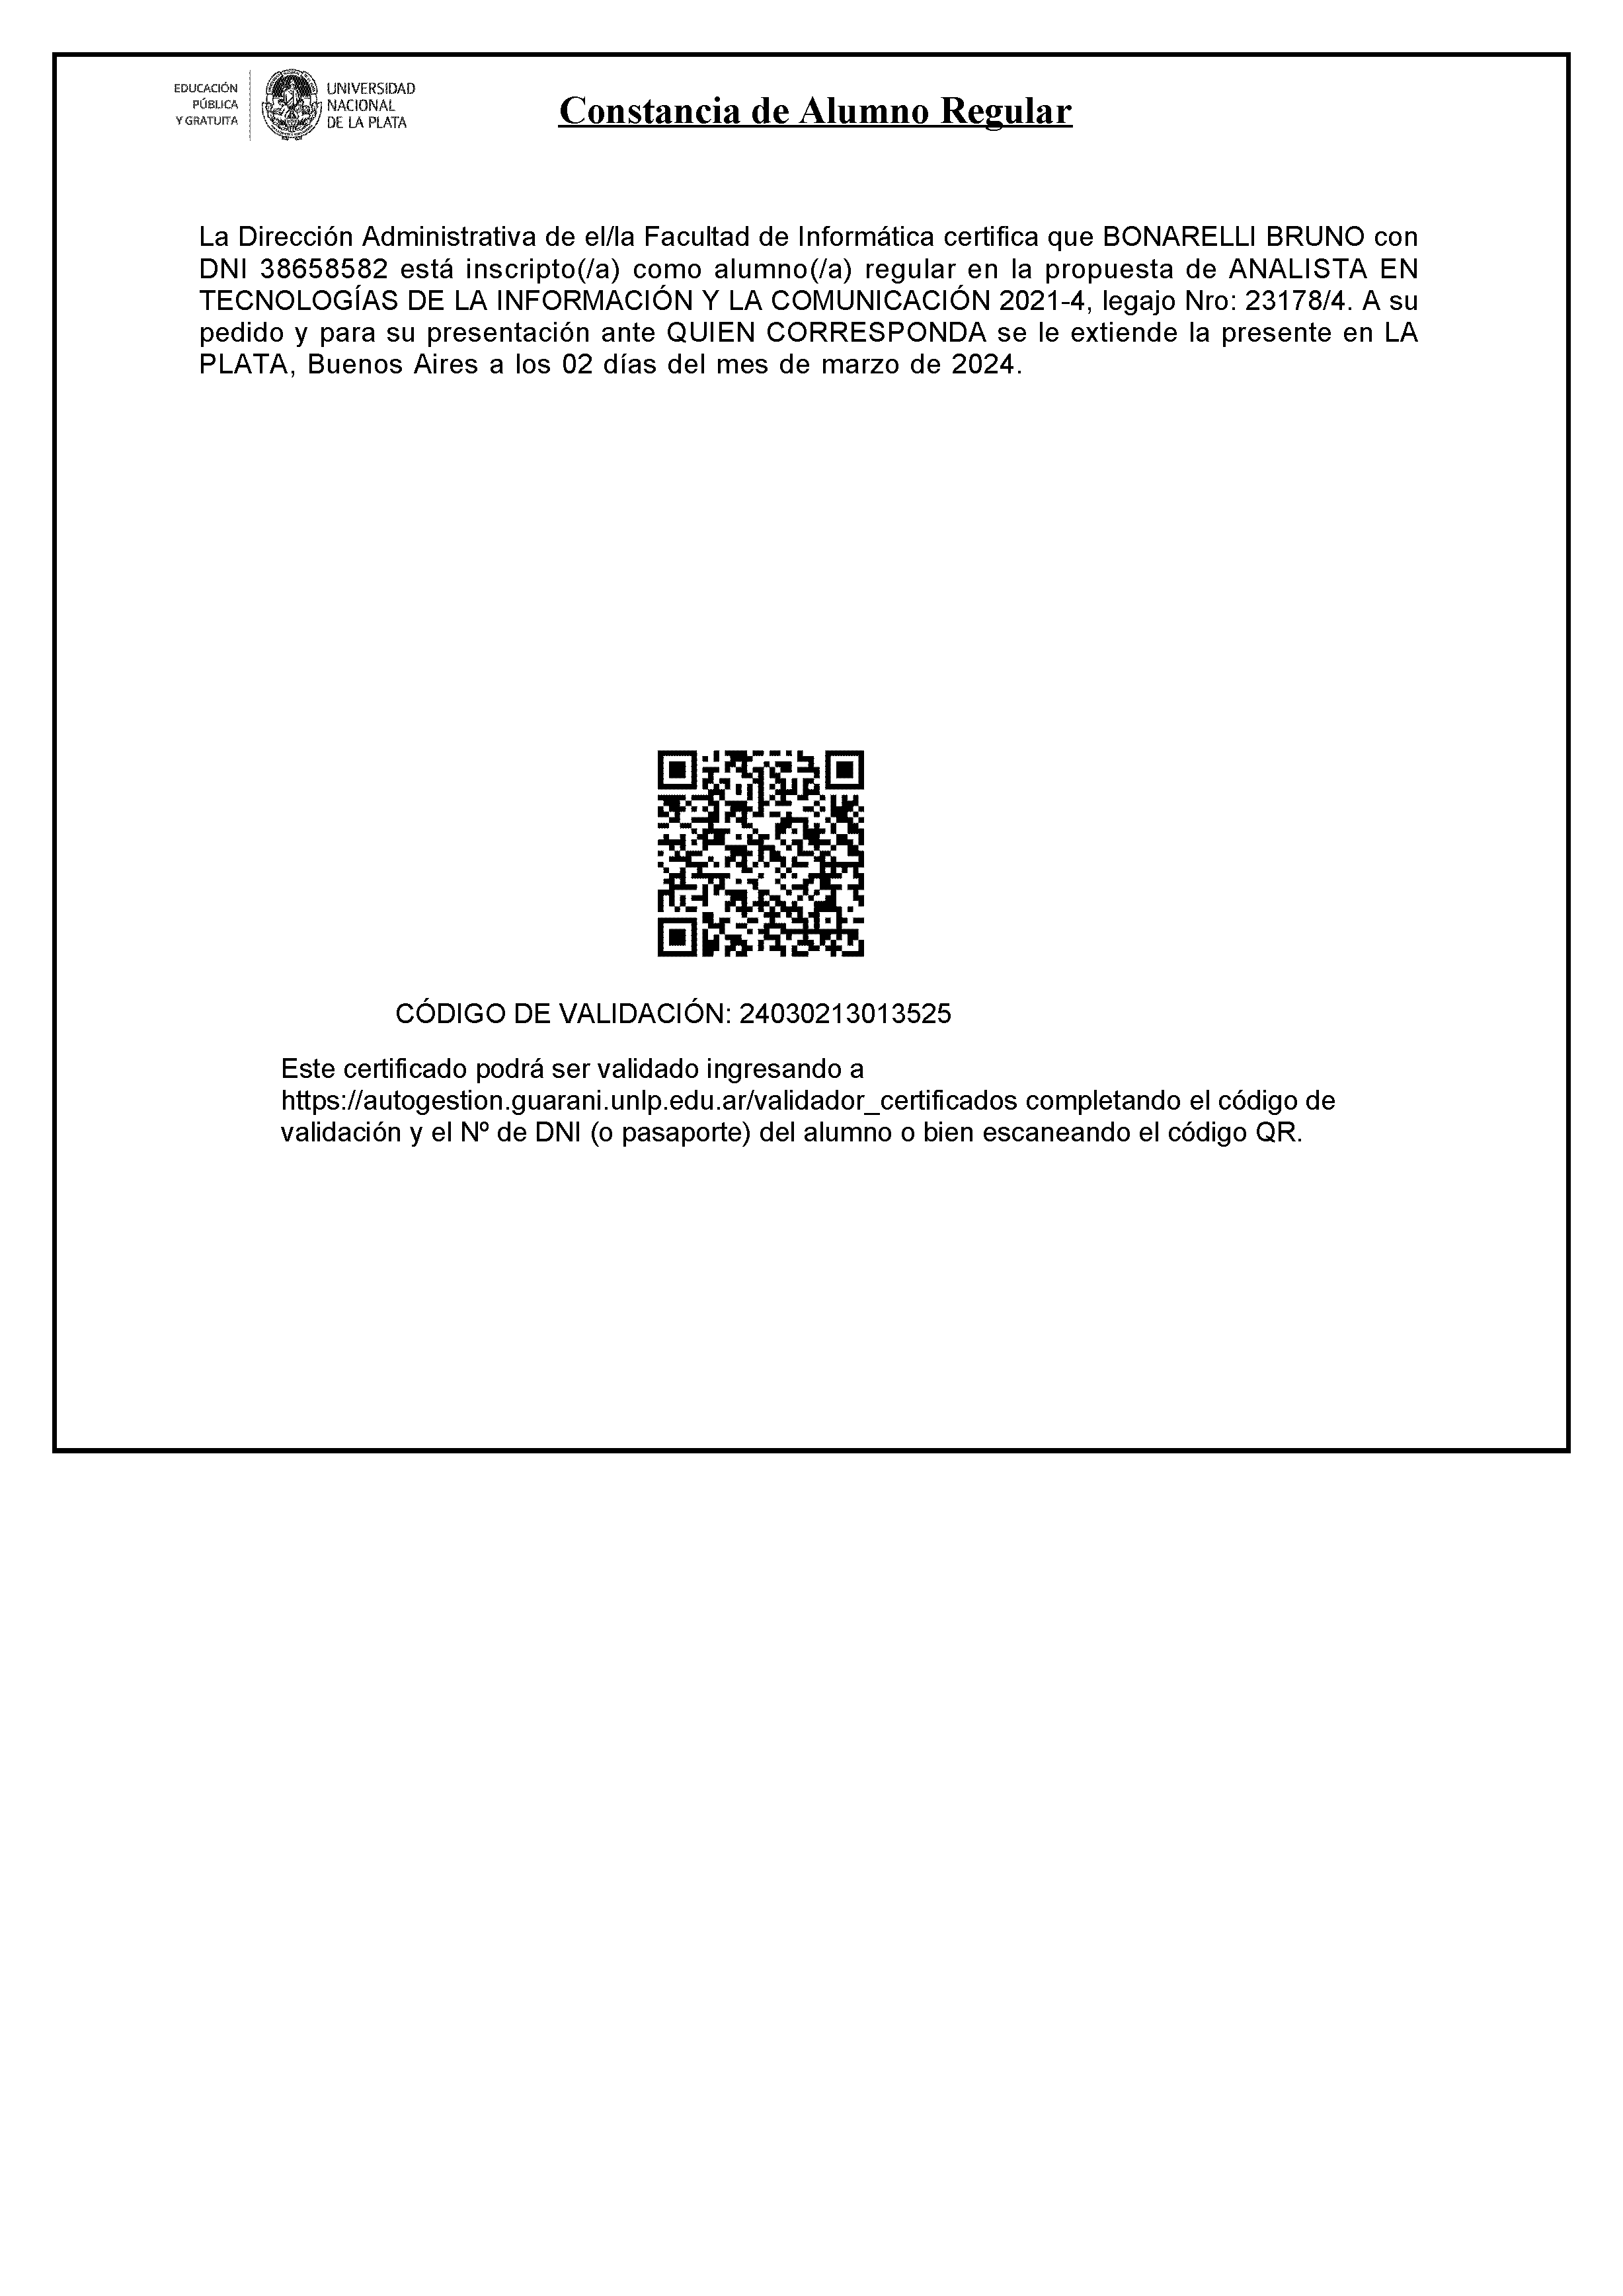 EDUCACIÓN
PÚBLICA
Y GRATUITA
UNIVERSIDAD
NACIONAL
DE LA PLATA
Constancia de Alumno Regular
La Dirección Administrativa de el/la Facultad de Informática certifica que BONARELLI BRUNO con
DNI 38658582 está inscripto(/a) como alumno(/a) regular en la propuesta de ANALISTA EN
TECNOLOGÍAS DE LA INFORMACIÓN Y LA COMUNICACIÓN 2021-4, legajo Nro: 23178/4. A su
pedido y para su presentación ante QUIEN CORRESPONDA se le extiende la presente en LA
PLATA, Buenos Aires a los 02 días del mes de marzo de 2024.
CÓDIGO DE VALIDACIÓN: 24030213013525
Este certificado podrá ser validado ingresando a
https://autogestion.guarani.unlp.edu.ar/validador_certificados completando el código de
validación y el Nº de DNI (o pasaporte) del alumno o bien escaneando el código QR.